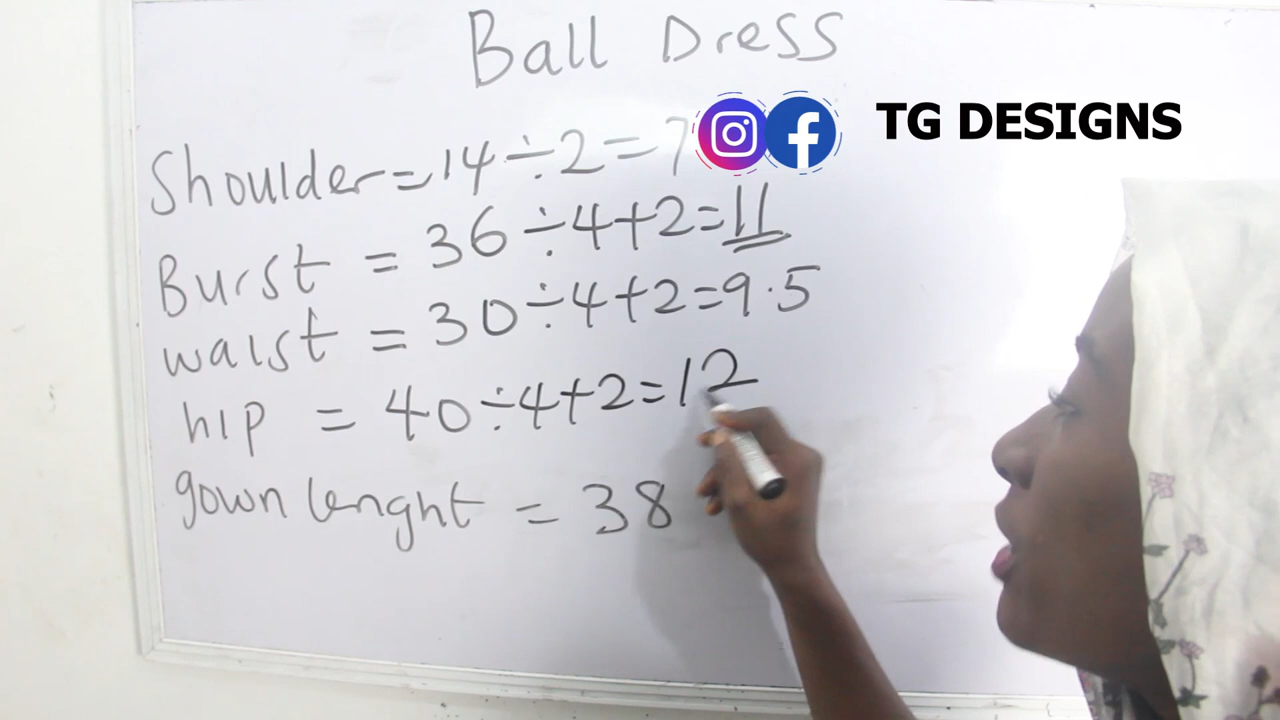 Ball Dress
TG DESIGNS
Shoulder = 14 ÷ 2 = 7
Burst = 36 ÷ 4 + 2 = 11
waist = 30 ÷ 4 + 2 = 9.5
hip = 40 ÷ 4 + 2 = 12
gown lenght = 38